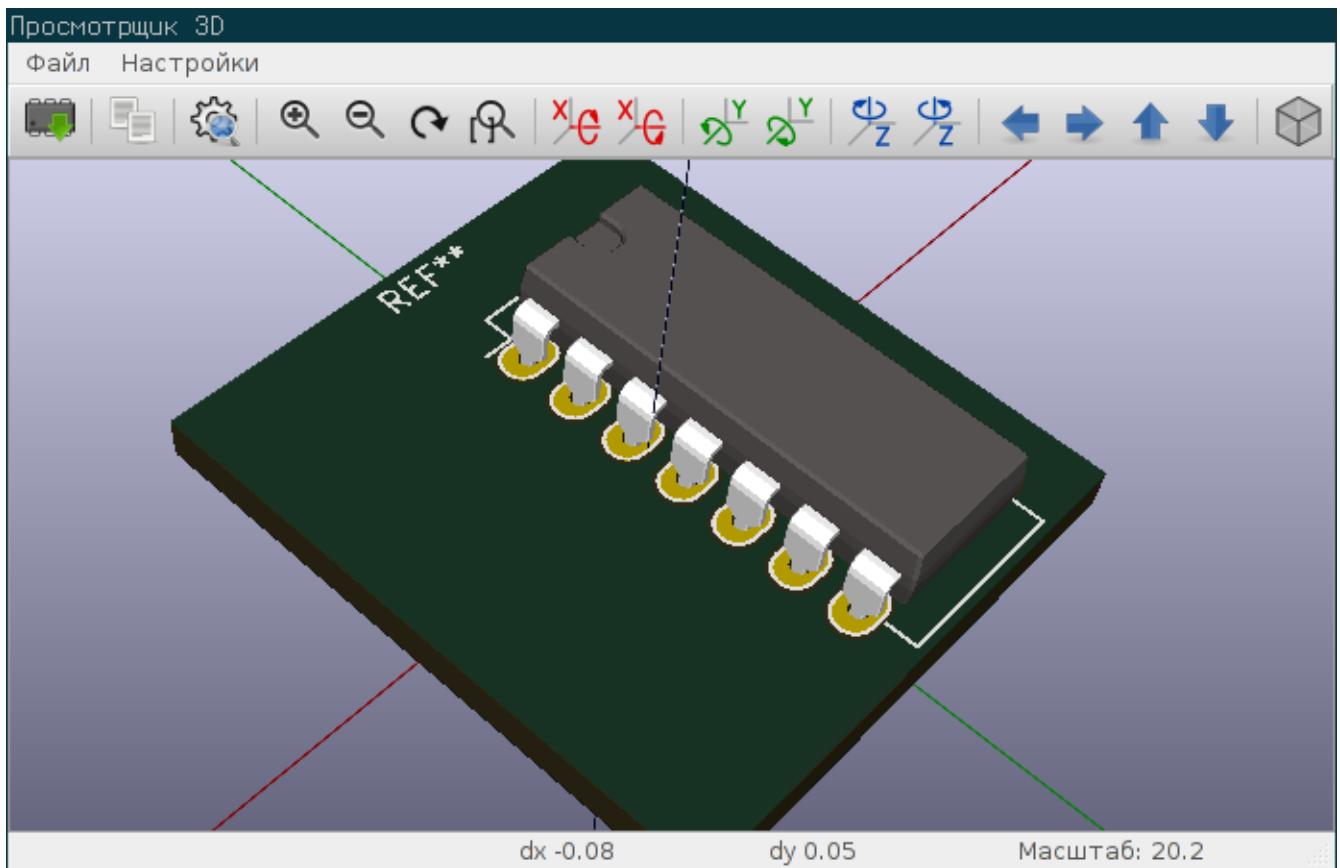 Просмотрщик 3D
Файл Настройки
X X Y Y Z Z
REF**
dx -0.08 dy 0.05 Масштаб: 20.2